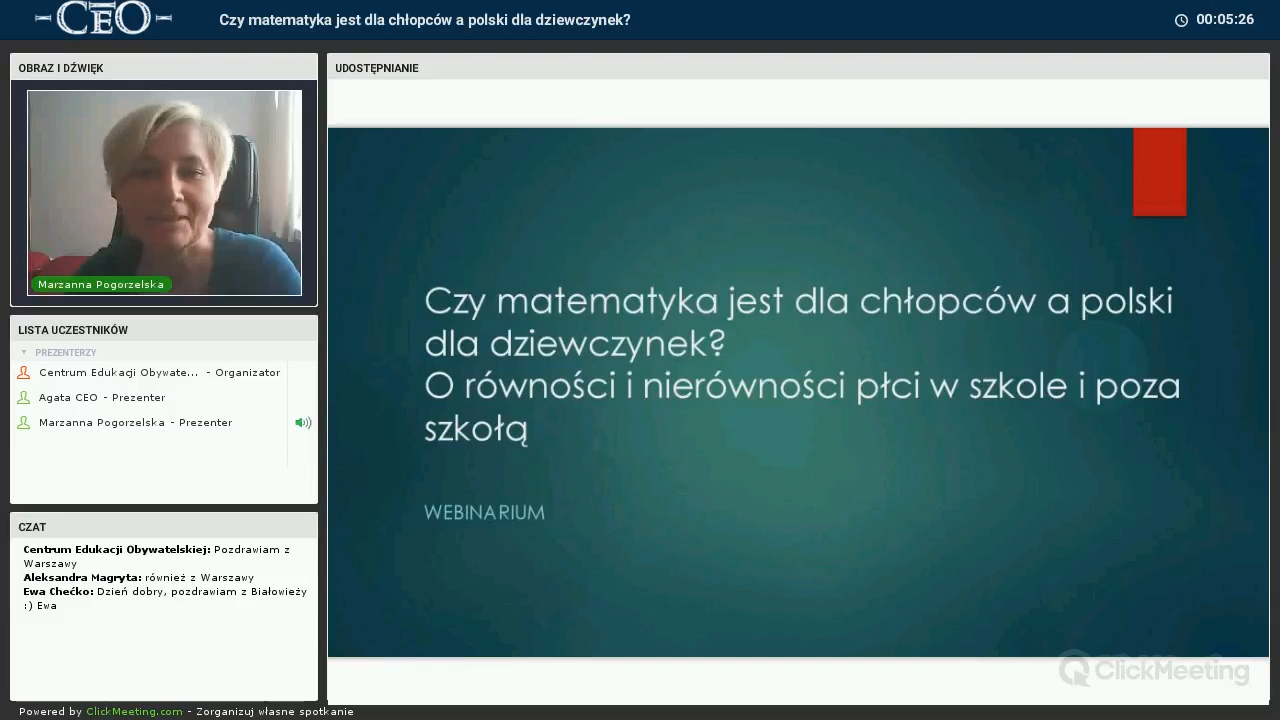 CEO
Czy matematyka jest dla chłopców a polski dla dziewczynek?
00:05:26
OBRAZ I DŹWIĘK
Marzanna Pogorzelska
LISTA UCZESTNIKÓW
PREZENTERZY
Centrum Edukacji Obywate... - Organizator
Agata CEO - Prezenter
Marzanna Pogorzelska - Prezenter
CZAT
Centrum Edukacji Obywatelskiej: Pozdrawiam z
Warszawy
Aleksandra Magryta: również z Warszawy
Ewa Chećko: Dzień dobry, pozdrawiam z Białowieży
:) Ewa
UDOSTĘPNIANIE
Czy matematyka jest dla chłopców a polski
dla dziewczynek?
O równości i nierówności płci w szkole i poza
szkołą
WEBINARIUM
ClickMeeting
Powered by ClickMeeting.com - Zorganizuj własne spotkanie